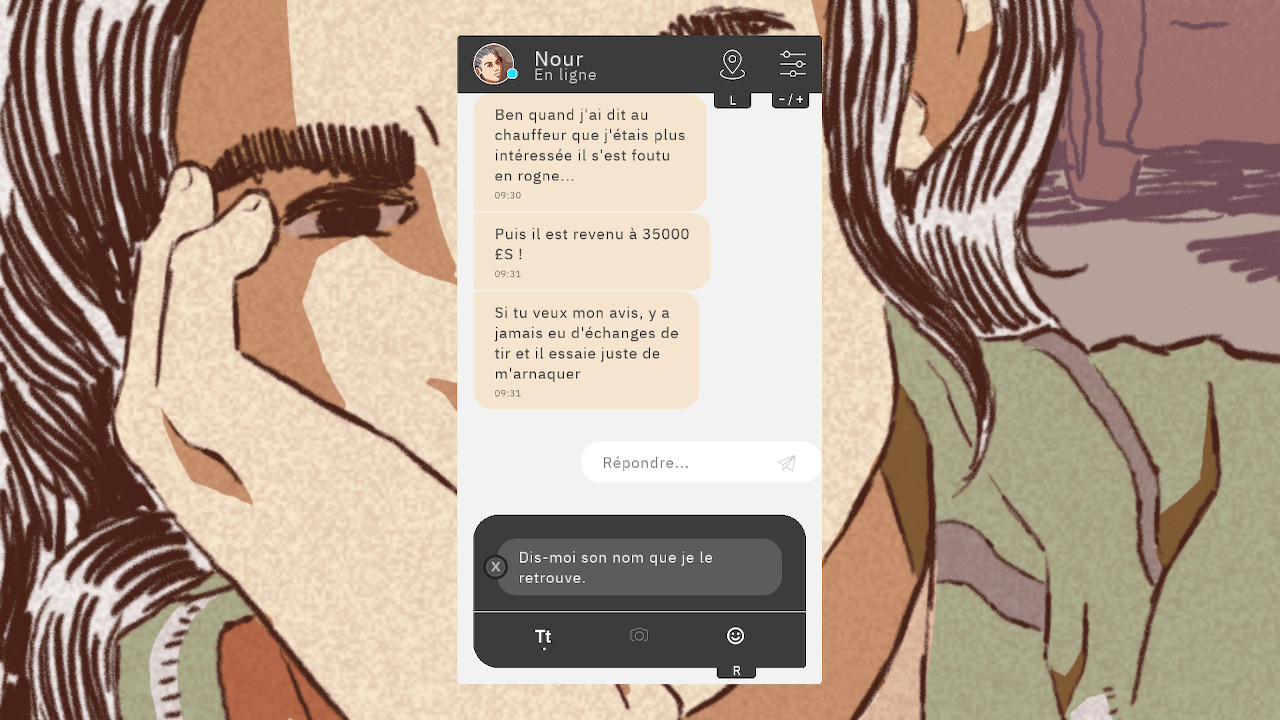 Nour
En ligne
L
- / +
Ben quand j'ai dit au
chauffeur que j'étais plus
intéressée il s'est foutu
en rogne...
09:30
Puis il est revenu à 35000
£S !
09:31
Si tu veux mon avis, y a
jamais eu d'échanges de
tir et il essaie juste de
m'arnaquer
09:31
Répondre...
X
Dis-moi son nom que je le
retrouve.
Tt
R